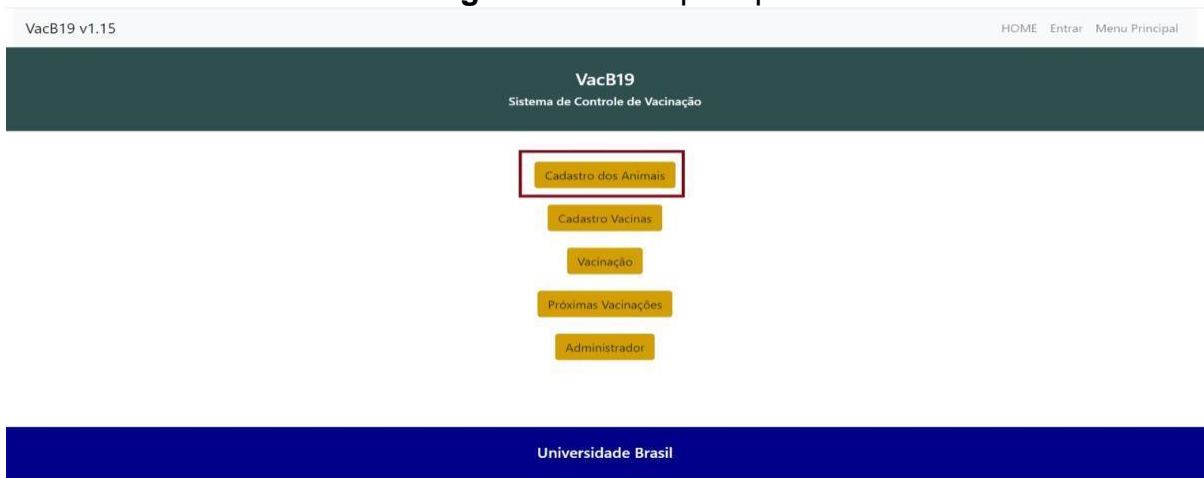 VacB19 v1.15
HOME Entrar Menu Principal
VacB19
Sistema de Controle de Vacinação
Cadastro dos Animais
Cadastro Vacinas
Vacinação
Próximas Vacinações
Administrador
Universidade Brasil